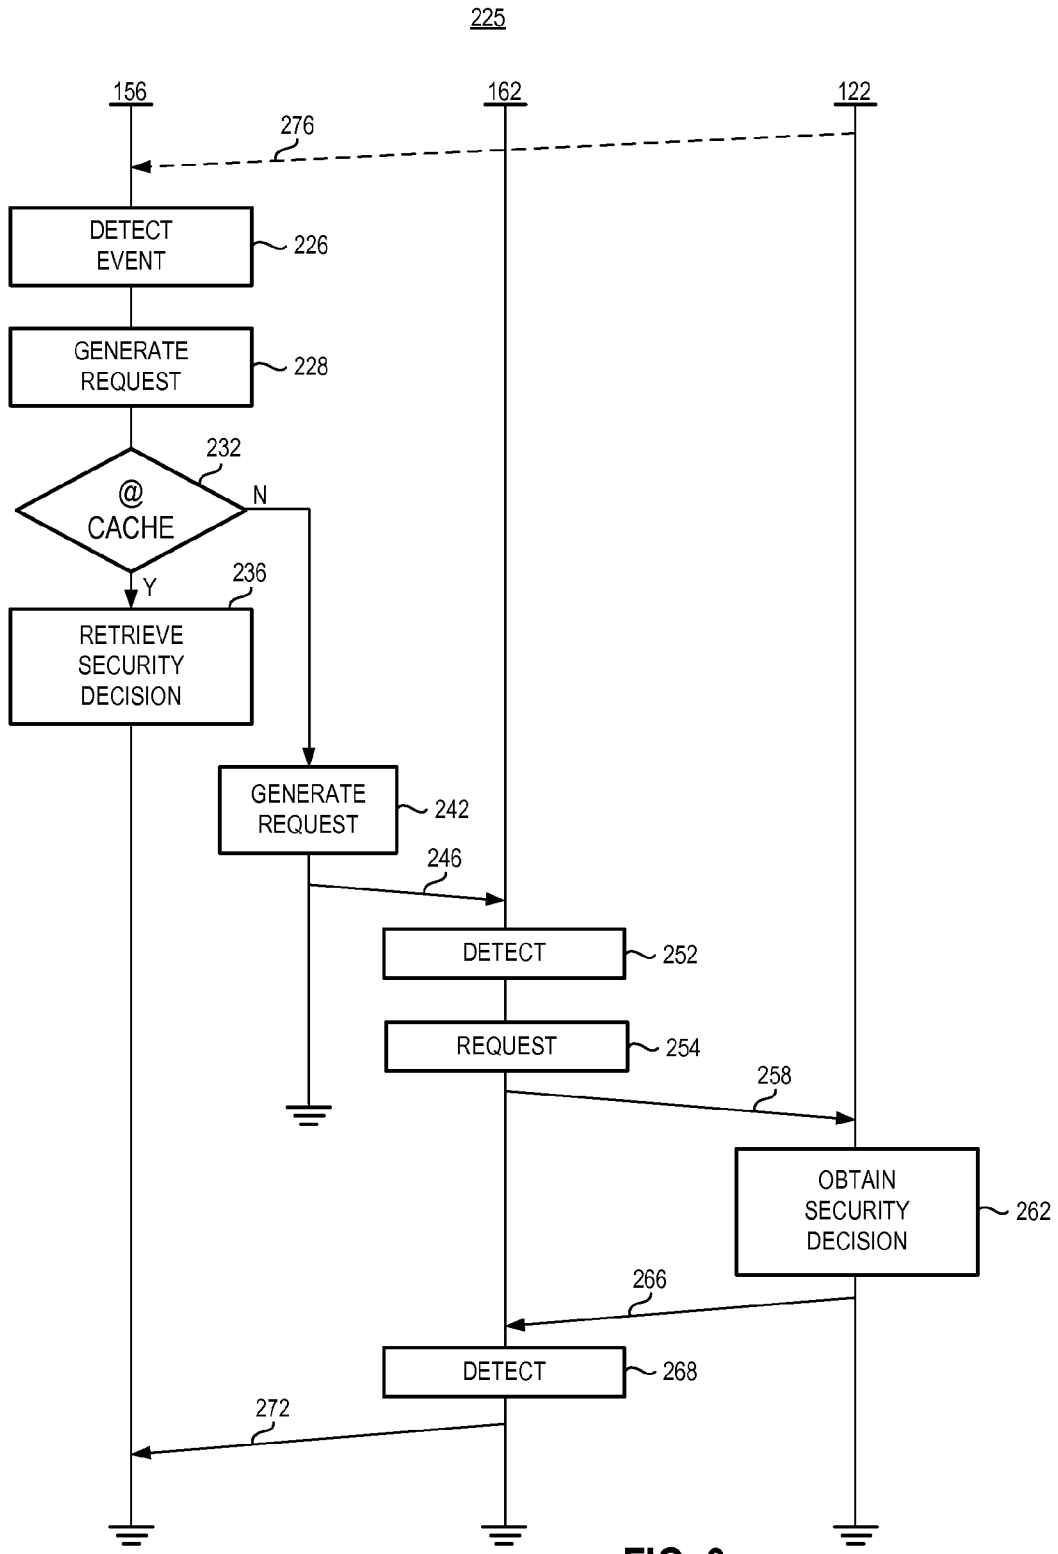 225
156 162 122
276
DETECT
EVENT
226
GENERATE
REQUEST
228
232
@
CACHE
N
Y
236
RETRIEVE
SECURITY
DECISION
GENERATE
REQUEST
242
246
DETECT
252
REQUEST
254
258
OBTAIN
SECURITY
DECISION
262
266
DETECT
268
272